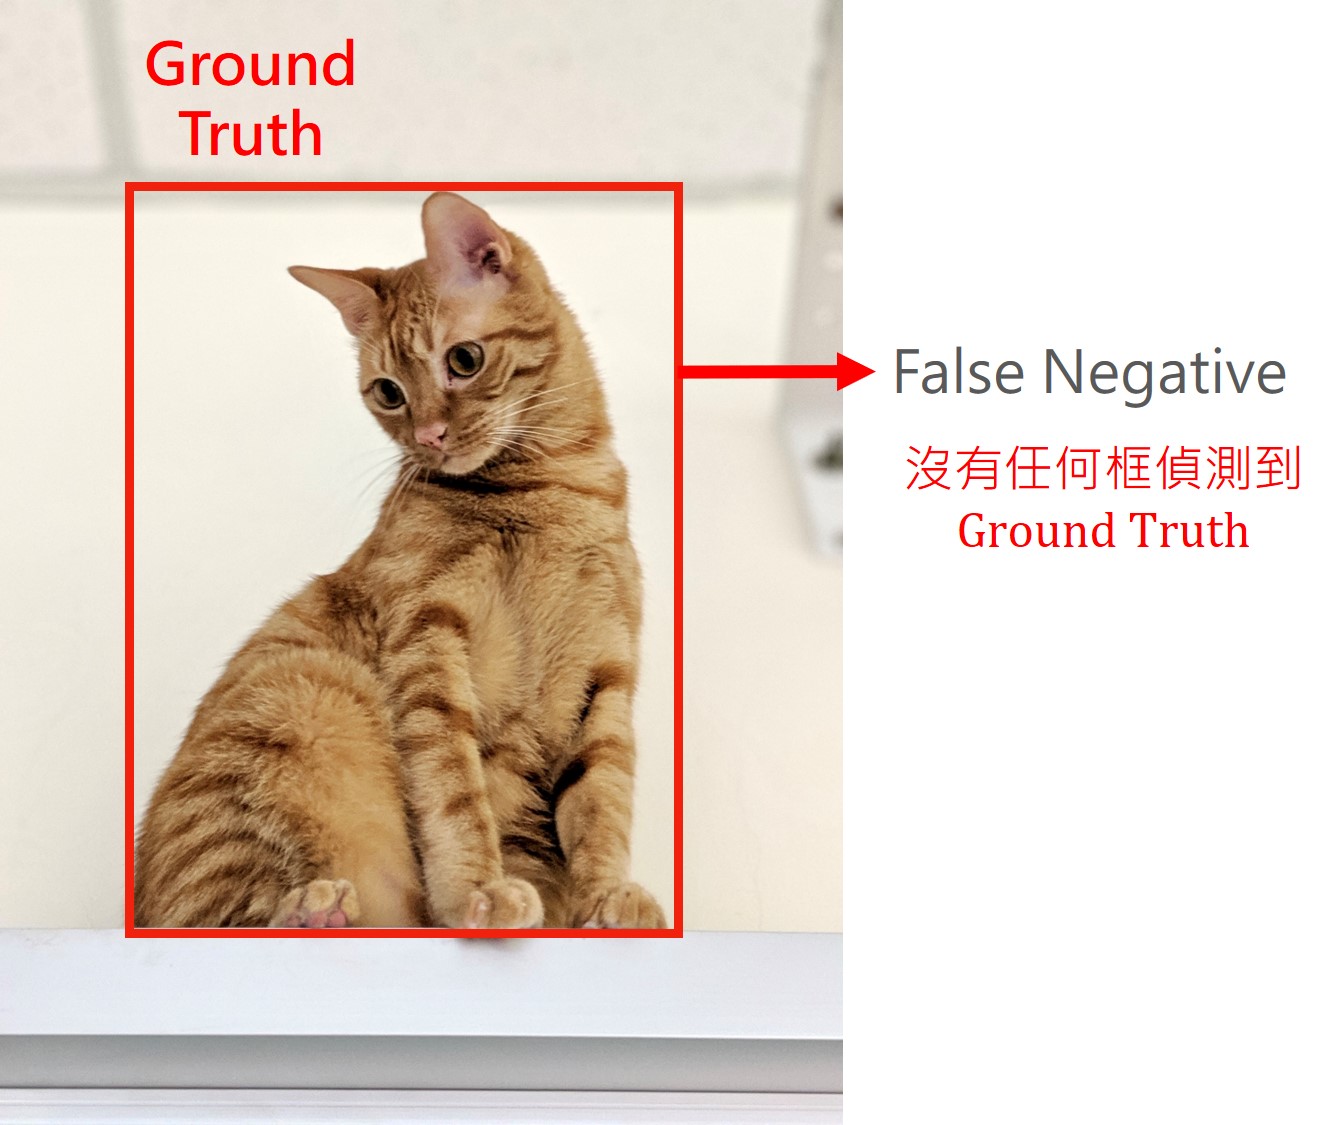 Ground
Truth
False Negative
沒有任何框偵測到
Ground Truth